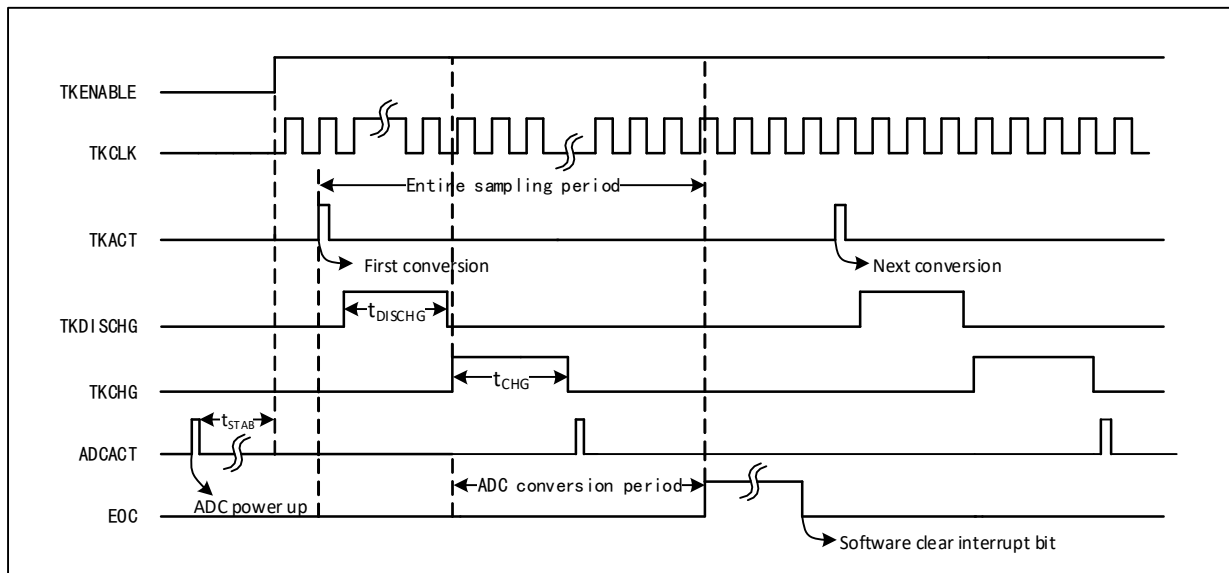 TKENABLE
TKCLK
Entire sampling period
TKACT
First conversion
Next conversion
TKDISCHG
tDISCHG
TKCHG
tCHG
tSTAB
ADCACT
ADC power up
ADC conversion period
EOC
Software clear interrupt bit